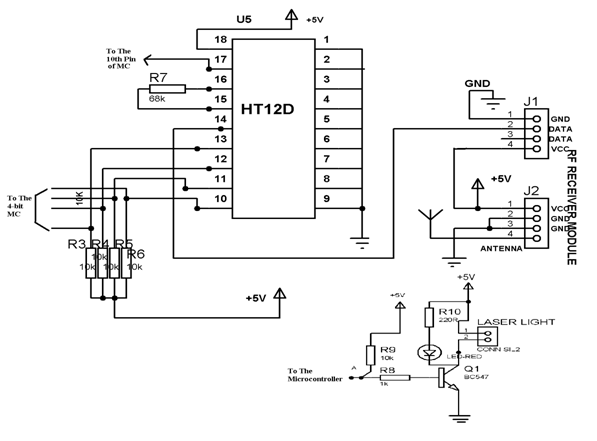 U5
+5V
To The
10th Pin
of MC
18
17
16
15
14
13
12
11
10
HT12D
1
2
3
4
5
6
7
8
9
R7
68k
GND
J1
1 GND
2 DATA
3 DATA
4 VCC
RF RECEIVER MODULE
+5V
J2
1 VCC
2 GND
3 GND
4
ANTENNA
To The
4-bit
MC
10K
R3 R4 R5 R6
10k 10k 10k 10k
+5V
+5V
+5V
R10
220R
LED-RED
LASER LIGHT
1
2
CONN SIL2
R9
10k
A
To The
Microcontroller
R8
1k
Q1
BC547